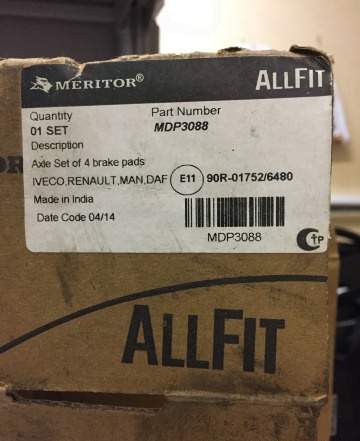 MERITOR® ALLFIT
Quantity Part Number
01 SET MDP3088
Description
Axle Set of 4 brake pads
IVECO,RENAULT,MAN,DAF E11 90R-01752/6480
Made in India
Date Code 04/14
MDP3088
ALLFIT